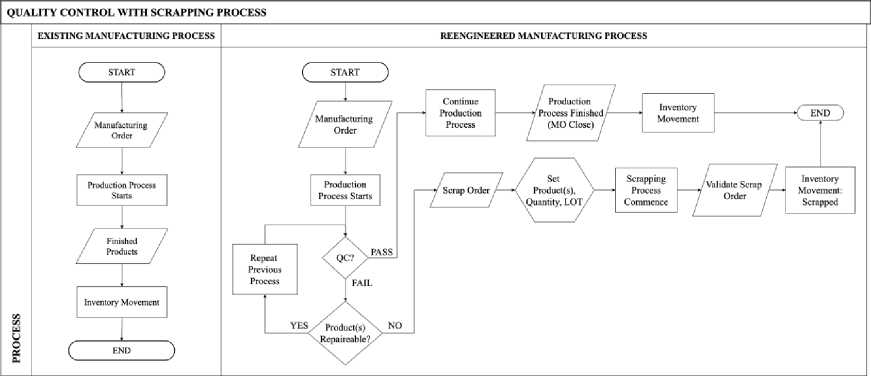 QUALITY CONTROL WITH SCRAPPING PROCESS
EXISTING MANUFACTURING PROCESS
REENGINEERED MANUFACTURING PROCESS
PROCESS
START
Manufacturing
Order
Production Process
Starts
Finished
Products
Inventory Movement
END
START
Manufacturing
Order
Production
Process Starts
QC?
PASS
FAIL
Repeat
Previous
Process
YES
Product(s)
Repaireable?
NO
Continue
Production
Process
Production
Process Finished
(MO Close)
Inventory
Movement
END
Scrap Order
Set
Product(s),
Quantity, LOT
Scrapping
Process
Commence
Validate Scrap
Order
Inventory
Movement:
Scrapped